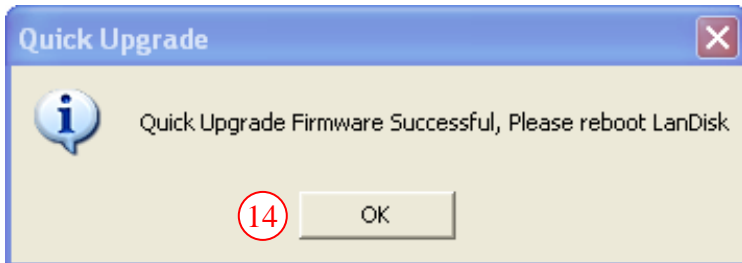 Quick Upgrade
Quick Upgrade Firmware Successful, Please reboot LanDisk
14 OK